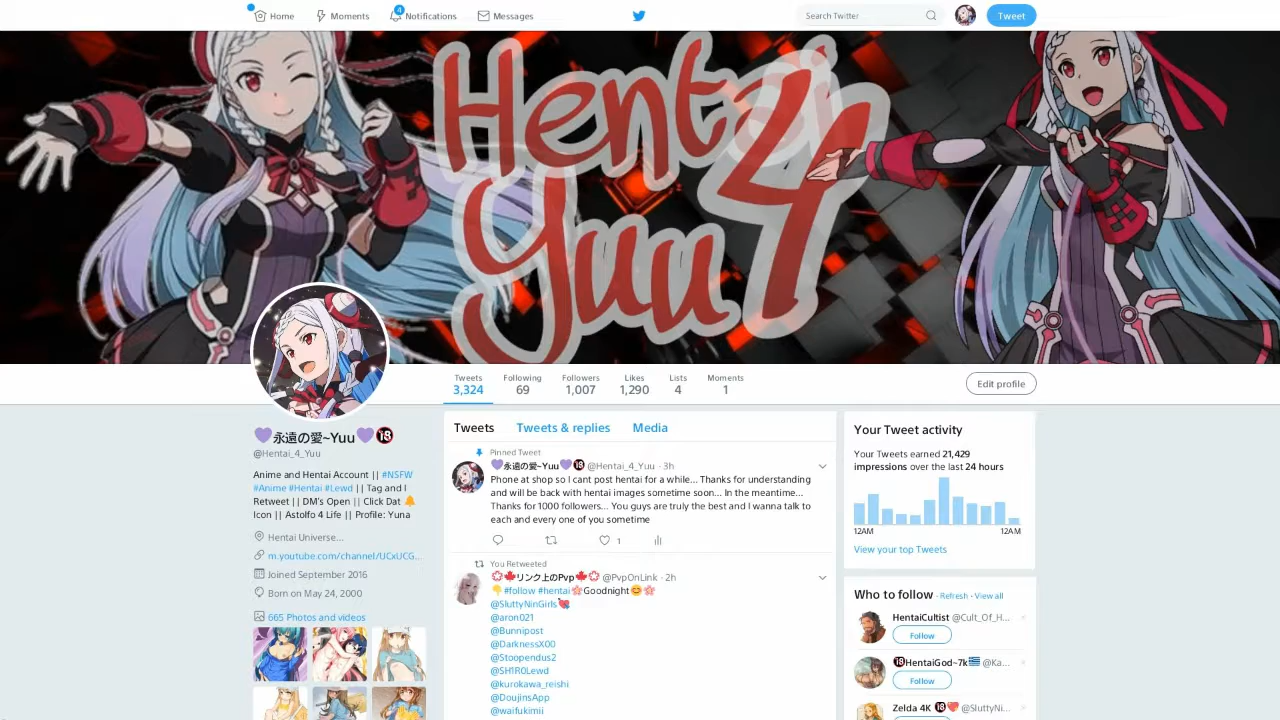 Home
Moments
4
Notifications
Messages
Search Twitter
Tweet
Hentai
Yuu 4
Tweets
3,324
Following
69
Followers
1,007
Likes
1,290
Lists
4
Moments
1
Edit profile
💜永遠の愛~Yuu💜🔞
@Hentai_4_Yuu
Anime and Hentai Account || #NSFW
#Anime #Hentai #Lewd || Tag and I
Retweet || DM's Open || Click Dat 🔔
Icon || Astolfo 4 Life || Profile: Yuna
Hentai Universe...
m.youtube.com/channel/UCxUCG...
Joined September 2016
Born on May 24, 2000
665 Photos and videos
Tweets
Tweets & replies
Media
Pinned Tweet
💜永遠の愛~Yuu💜🔞 @Hentai_4_Yuu · 3h
Phone at shop so I cant post hentai for a while... Thanks for understanding
and will be back with hentai images sometime soon... In the meantime...
Thanks for 1000 followers... You guys are truly the best and I wanna talk to
each and every one of you sometime
1
You Retweeted
💮🍁リンク上のPvp🍁💮 @PvpOnLink · 2h
👇#follow #hentai🌸Goodnight😊🌸
@SluttyNinGirls💘
@aron021
@Bunnipost
@DarknessX00
@Stoopendus2
@SH1R0Lewd
@kurokawa_reishi
@DoujinsApp
@waifukimii
Your Tweet activity
Your Tweets earned 21,429
impressions over the last 24 hours
12AM
12AM
View your top Tweets
Who to follow · Refresh · View all
HentaiCultist @Cult_Of_H...
Follow
🔞HentaiGod~7k🇬🇷 @Ka...
Follow
Zelda 4K 🔞💖 @SluttyNi...